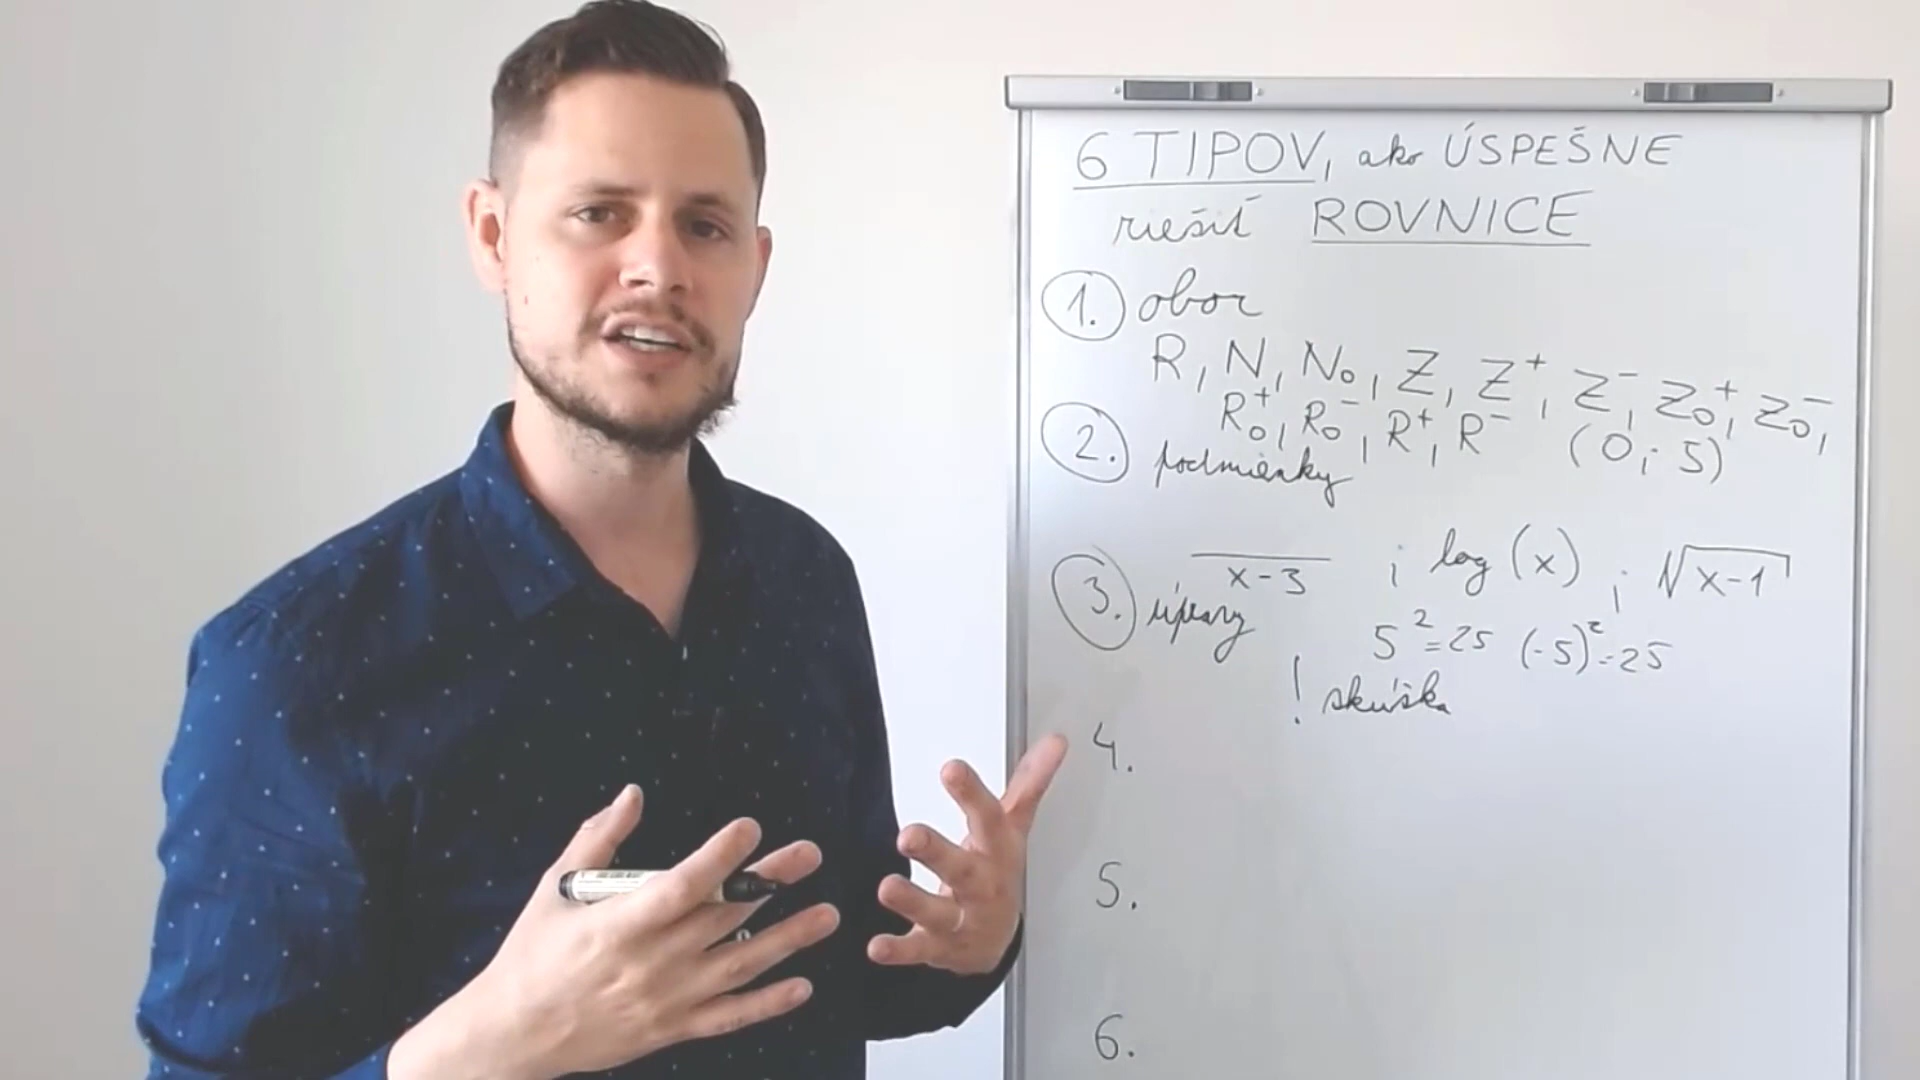 6 TIPOV, ako ÚSPEŠNE
riešiť ROVNICE
1. obor
R, N, N₀, Z, Z⁺, Z⁻, Z₀⁺, Z₀⁻,
R₀⁺, R₀⁻, R⁺, R⁻ (0; 5)
2. podmienky
x-3 ; log (x) ; √x-1
3. úpravy
5² = 25 (-5)² = 25
! skúška
4.
5.
6.